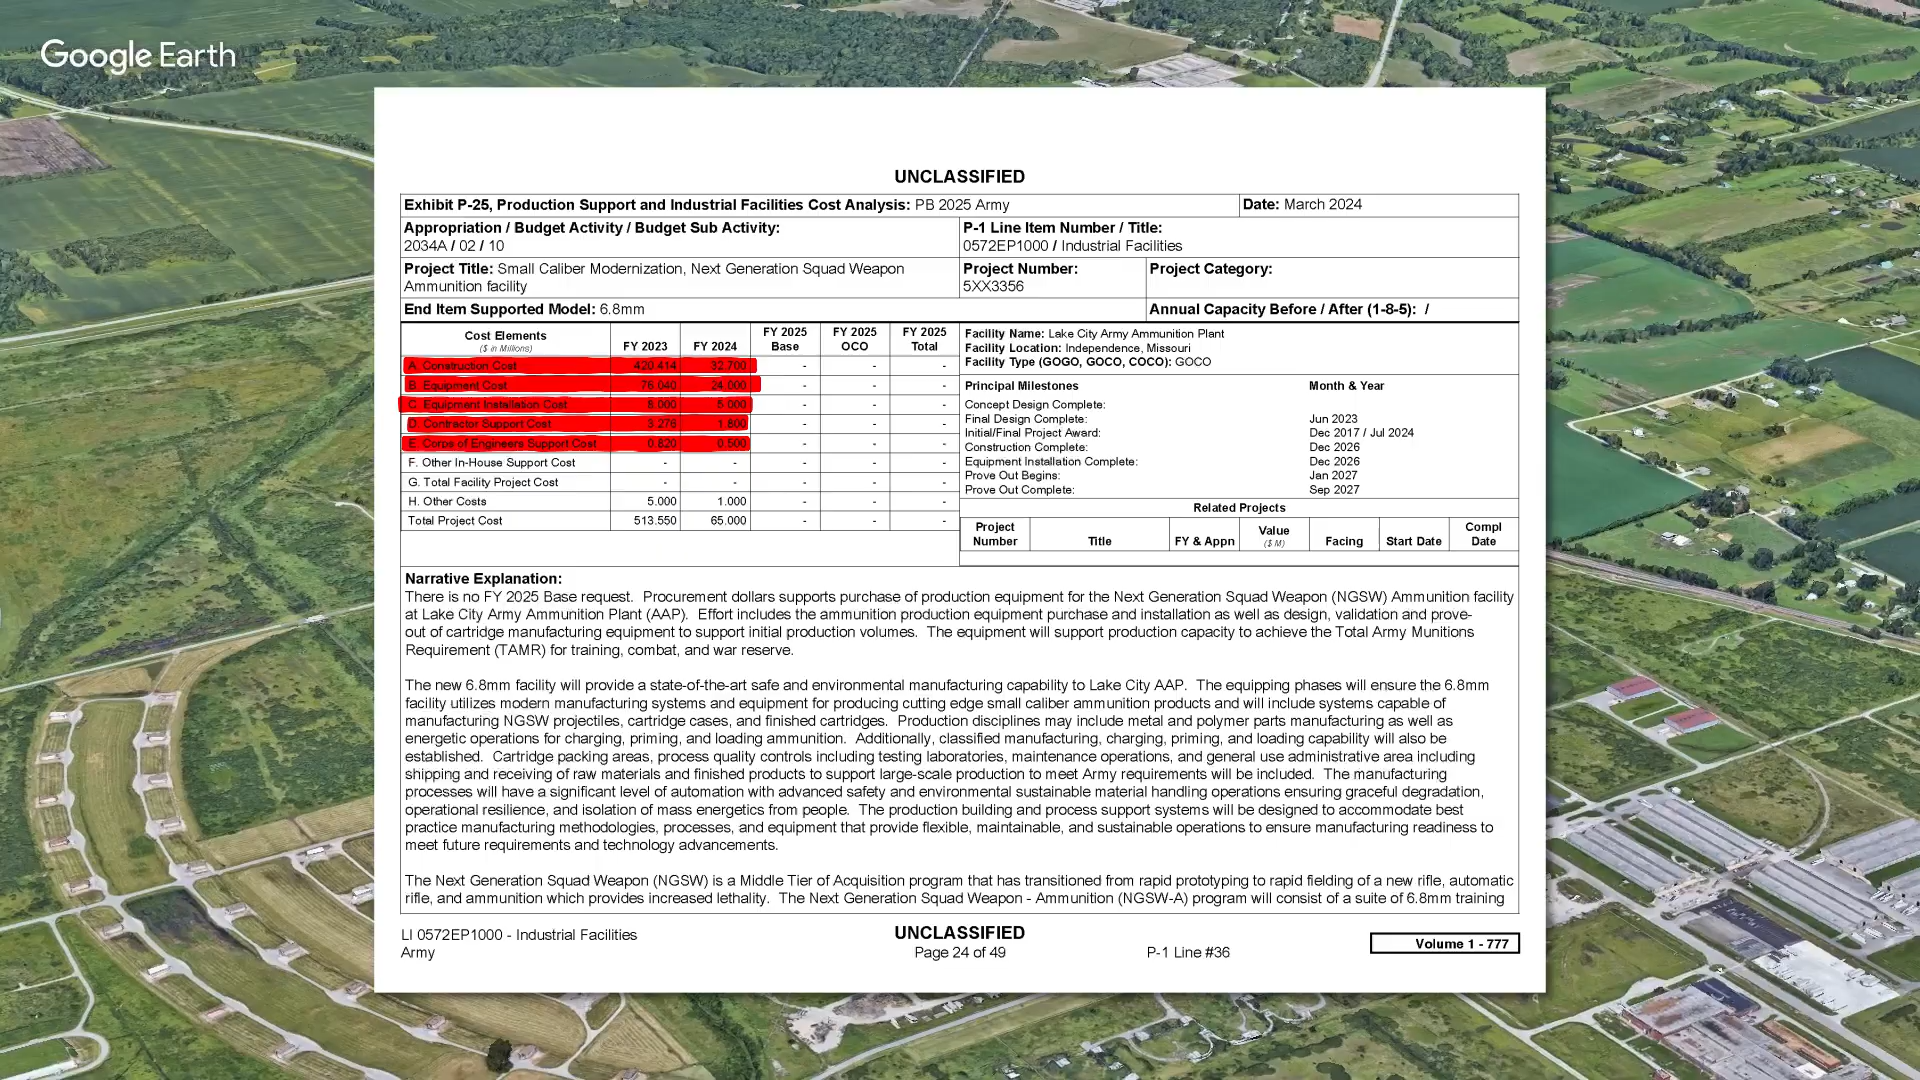 Google Earth
UNCLASSIFIED
Exhibit P-25, Production Support and Industrial Facilities Cost Analysis: PB 2025 Army
Date: March 2024
Appropriation / Budget Activity / Budget Sub Activity:
2034A / 02 / 10
P-1 Line Item Number / Title:
0572EP1000 / Industrial Facilities
Project Title: Small Caliber Modernization, Next Generation Squad Weapon
Ammunition facility
Project Number:
5XX3356
Project Category:
End Item Supported Model: 6.8mm
Annual Capacity Before / After (1-8-5): /
Cost Elements
($ in Millions)
FY 2023
FY 2024
FY 2025
Base
FY 2025
OCO
FY 2025
Total
A. Construction Cost 420.414 32.700 - - -
B. Equipment Cost 76.040 24.000 - - -
C. Equipment Installation Cost 8.000 5.000 - - -
D. Contractor Support Cost 3.276 1.800 - - -
E. Corps of Engineers Support Cost 0.820 0.500 - - -
F. Other In-House Support Cost - - - - -
G. Total Facility Project Cost - - - - -
H. Other Costs 5.000 1.000 - - -
Total Project Cost 513.550 65.000 - - -
Facility Name: Lake City Army Ammunition Plant
Facility Location: Independence, Missouri
Facility Type (GOGO, GOCO, COCO): GOCO
Principal Milestones Month & Year
Concept Design Complete:
Final Design Complete: Jun 2023
Initial/Final Project Award: Dec 2017 / Jul 2024
Construction Complete: Dec 2026
Equipment Installation Complete: Dec 2026
Prove Out Begins: Jan 2027
Prove Out Complete: Sep 2027
Related Projects
Project
Number
Title
FY & Appn
Value
($ M)
Facing
Start Date
Compl
Date
Narrative Explanation:
There is no FY 2025 Base request. Procurement dollars supports purchase of production equipment for the Next Generation Squad Weapon (NGSW) Ammunition facility
at Lake City Army Ammunition Plant (AAP). Effort includes the ammunition production equipment purchase and installation as well as design, validation and prove-
out of cartridge manufacturing equipment to support initial production volumes. The equipment will support production capacity to achieve the Total Army Munitions
Requirement (TAMR) for training, combat, and war reserve.
The new 6.8mm facility will provide a state-of-the-art safe and environmental manufacturing capability to Lake City AAP. The equipping phases will ensure the 6.8mm
facility utilizes modern manufacturing systems and equipment for producing cutting edge small caliber ammunition products and will include systems capable of
manufacturing NGSW projectiles, cartridge cases, and finished cartridges. Production disciplines may include metal and polymer parts manufacturing as well as
energetic operations for charging, priming, and loading ammunition. Additionally, classified manufacturing, charging, priming, and loading capability will also be
established. Cartridge packing areas, process quality controls including testing laboratories, maintenance operations, and general use administrative area including
shipping and receiving of raw materials and finished products to support large-scale production to meet Army requirements will be included. The manufacturing
processes will have a significant level of automation with advanced safety and environmental sustainable material handling operations ensuring graceful degradation,
operational resilience, and isolation of mass energetics from people. The production building and process support systems will be designed to accommodate best
practice manufacturing methodologies, processes, and equipment that provide flexible, maintainable, and sustainable operations to ensure manufacturing readiness to
meet future requirements and technology advancements.
The Next Generation Squad Weapon (NGSW) is a Middle Tier of Acquisition program that has transitioned from rapid prototyping to rapid fielding of a new rifle, automatic
rifle, and ammunition which provides increased lethality. The Next Generation Squad Weapon - Ammunition (NGSW-A) program will consist of a suite of 6.8mm training
LI 0572EP1000 - Industrial Facilities
Army
UNCLASSIFIED
Page 24 of 49
P-1 Line #36
Volume 1 - 777